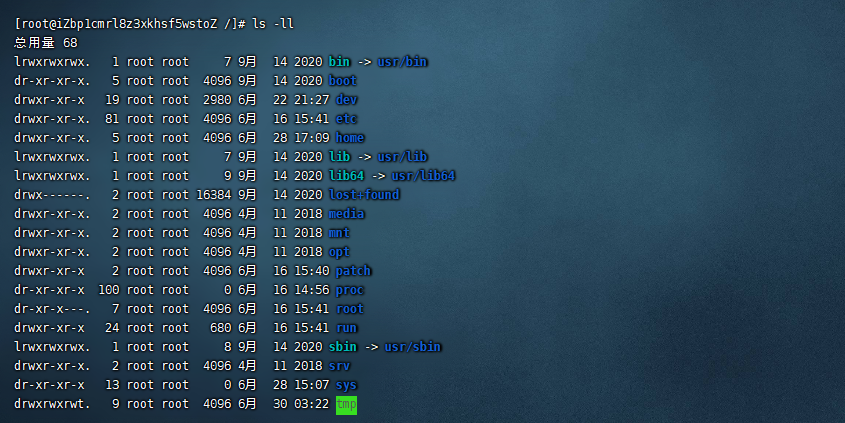 [root@iZbp1cmrl8z3xkhsf5wstoZ /]# ls -ll
总用量 68
lrwxrwxrwx.   1 root root     7 9月  14 2020 bin -> usr/bin
dr-xr-xr-x.   5 root root  4096 9月  14 2020 boot
drwxr-xr-x   19 root root  2980 6月  22 21:27 dev
drwxr-xr-x.  81 root root  4096 6月  16 15:41 etc
drwxr-xr-x.   5 root root  4096 6月  28 17:09 home
lrwxrwxrwx.   1 root root     7 9月  14 2020 lib -> usr/lib
lrwxrwxrwx.   1 root root     9 9月  14 2020 lib64 -> usr/lib64
drwx------.   2 root root 16384 9月  14 2020 lost+found
drwxr-xr-x.   2 root root  4096 4月  11 2018 media
drwxr-xr-x.   2 root root  4096 4月  11 2018 mnt
drwxr-xr-x.   2 root root  4096 4月  11 2018 opt
drwxr-xr-x    2 root root  4096 6月  16 15:40 patch
dr-xr-xr-x  100 root root     0 6月  16 14:56 proc
dr-xr-x---.   7 root root  4096 6月  16 15:41 root
drwxr-xr-x   24 root root   680 6月  16 15:41 run
lrwxrwxrwx.   1 root root     8 9月  14 2020 sbin -> usr/sbin
drwxr-xr-x.   2 root root  4096 4月  11 2018 srv
dr-xr-xr-x   13 root root     0 6月  28 15:07 sys
drwxrwxrwt.   9 root root  4096 6月  30 03:22 tmp